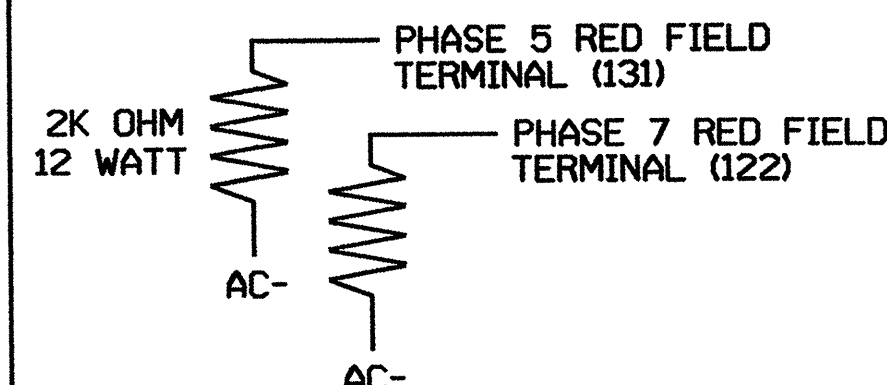 PHASE 5 RED FIELD
TERMINAL (131)
2K OHM
12 WATT
PHASE 7 RED FIELD
TERMINAL (122)
AC-
AC-